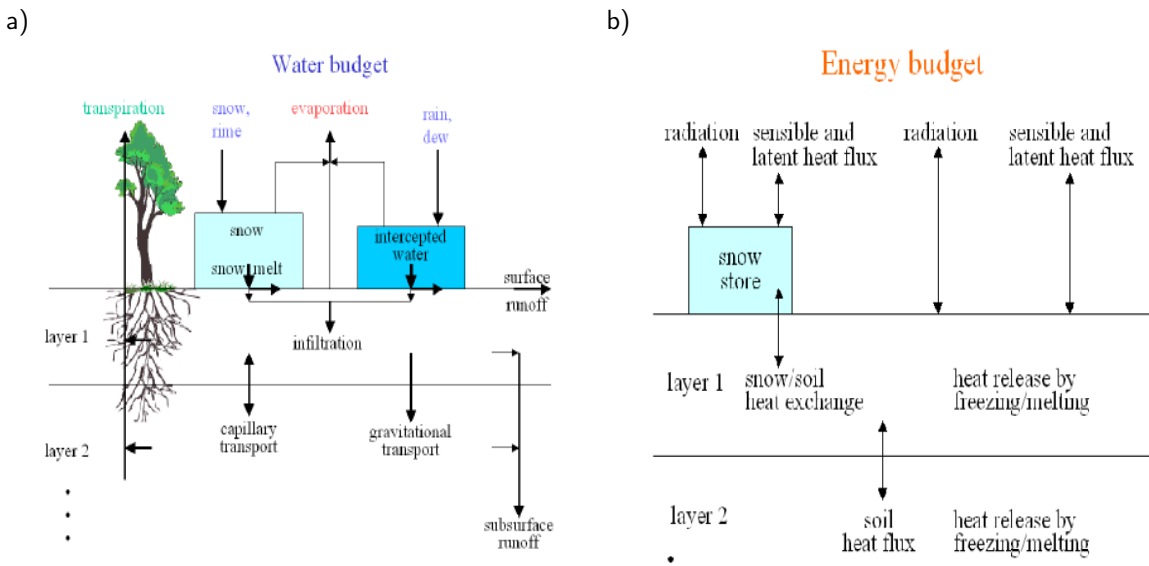 a)
Water budget
transpiration
snow,
rime
evaporation
rain,
dew
snow
intercepted
water
snow melt
surface
runoff
layer 1
infiltration
capillary
transport
gravitational
transport
layer 2
subsurface
runoff
b)
Energy budget
radiation
sensible and
latent heat flux
radiation
sensible and
latent heat flux
snow
store
layer 1
snow/soil
heat exchange
heat release by
freezing/melting
layer 2
soil
heat flux
heat release by
freezing/melting